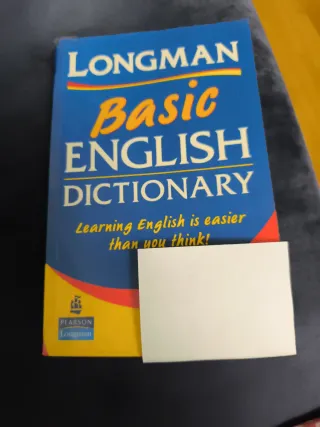 LONGMAN
Basic
ENGLISH
DICTIONARY
Learning English is easier
than you think!
PEARSON
Longman